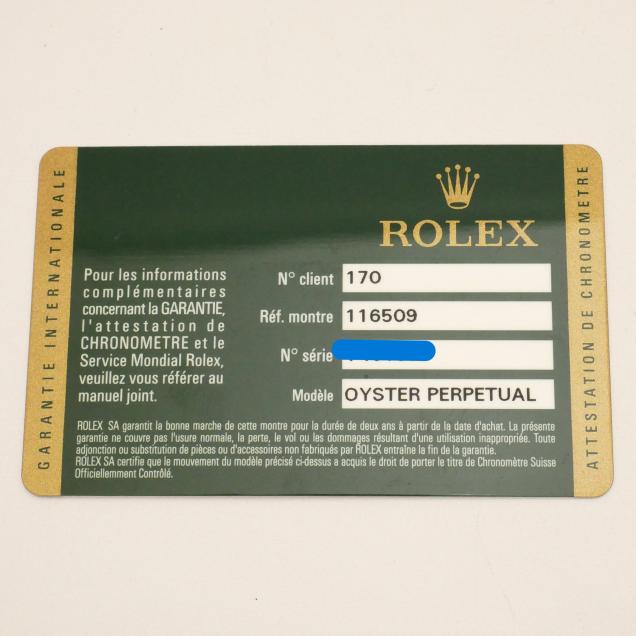 GARANTIE INTERNATIONALE
ROLEX
Pour les informations
complémentaires
concernant la GARANTIE,
l'attestation de
CHRONOMETRE et le
Service Mondial Rolex,
veuillez vous référer au
manuel joint.
N° client 170
Réf. montre 116509
N° série
Modèle OYSTER PERPETUAL
ROLEX SA garantit la bonne marche de cette montre pour la durée de deux ans à partir de la date d'achat. La présente
garantie ne couvre pas l'usure normale, la perte, le vol ou les dommages résultant d'une utilisation inappropriée. Toute
adjonction ou substitution de pièces ou d'accessoires non fabriqués par ROLEX entraîne la fin de la garantie.
ROLEX SA certifie que le mouvement du modèle précisé ci-dessus a acquis le droit de porter le titre de Chronomètre Suisse
Officiellement Contrôlé.
ATTESTATION DE CHRONOMETRE